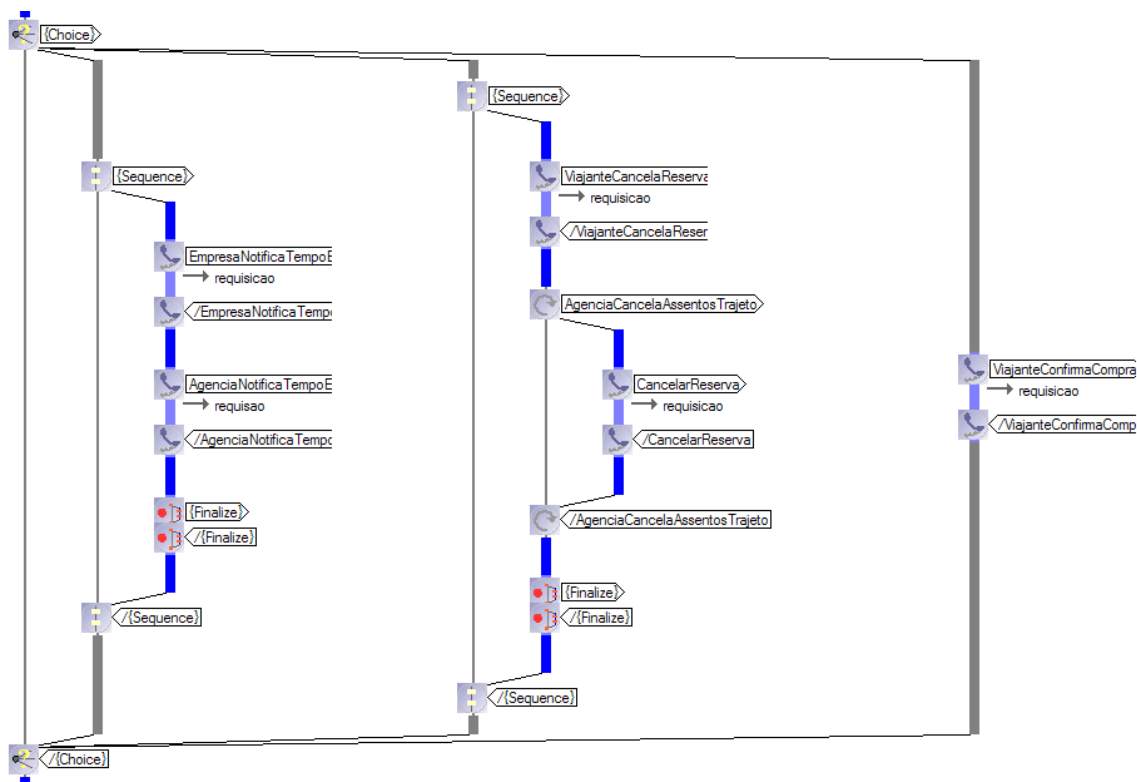 {Choice}
{Sequence}
EmpresaNotificaTempoE
requisicao
/EmpresaNotificaTempo
AgenciaNotificaTempoE
requisao
/AgenciaNotificaTempo
{Finalize}
/{Finalize}
/{Sequence}
{Sequence}
ViajanteCancelaReserva
requisicao
/ViajanteCancelaReser
AgenciaCancelaAssentosTrajeto
CancelarReserva
requisicao
/CancelarReserva
/AgenciaCancelaAssentosTrajeto
{Finalize}
/{Finalize}
/{Sequence}
ViajanteConfirmaCompra
requisicao
/ViajanteConfirmaComp
/{Choice}